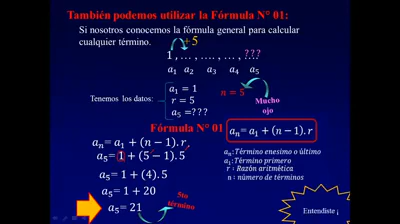 También podemos utilizar la Fórmula N° 01:
Si nosotros conocemos la fórmula general para calcular
cualquier término.
+5
1,...,....,...,???
a₁ a₂ a₃ a₄ a₅
n = 5
Mucho
ojo
Tenemos los datos:
a₁ = 1
r = 5
a₅ =???
Fórmula N° 01
aₙ= a₁ + (n − 1).r,
a₅= 1 + (5 − 1).5
a₅= 1 + (4).5
a₅= 1 + 20
a₅= 21
5to
término
aₙ= a₁ + (n − 1).r
aₙ:Término enesimo o último
a₁:Término primero
r : Razón aritmética
n : número de términos
Entendiste ¡